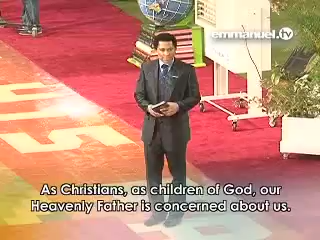 emmanuel.tv
As Christians, as children of God, our
Heavenly Father is concerned about us.